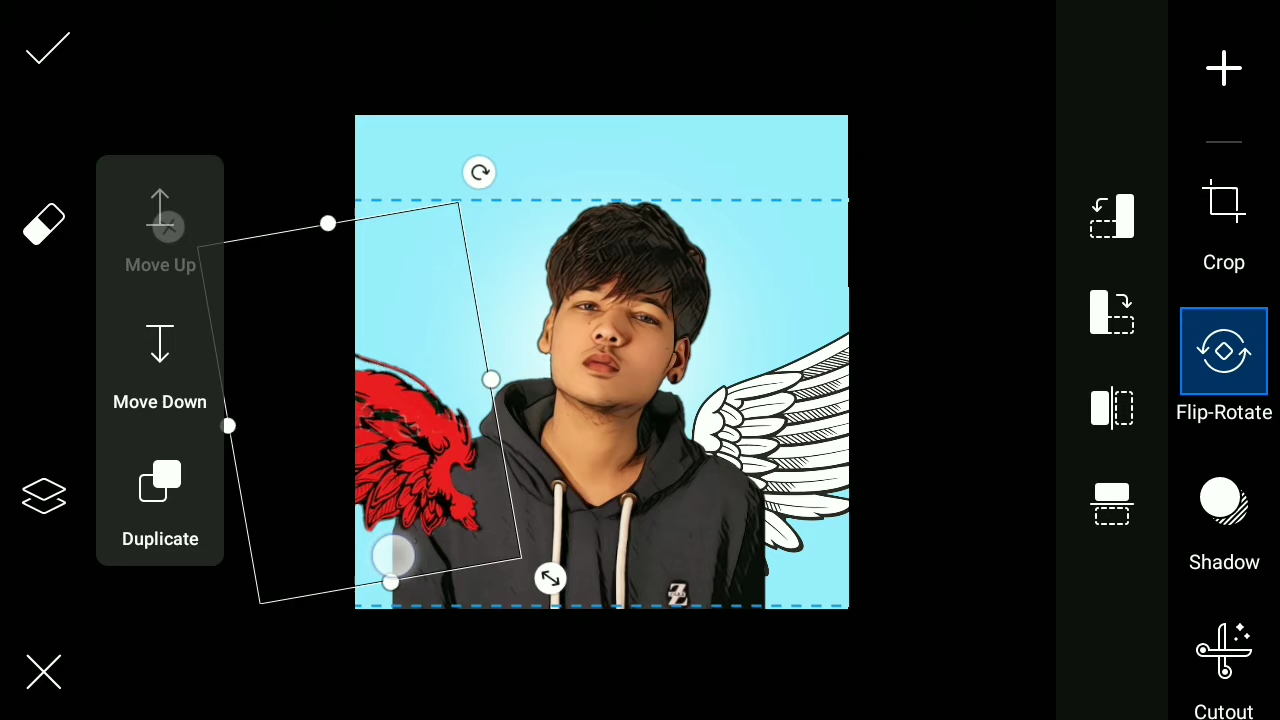 Move Up
Move Down
Duplicate
Crop
Flip-Rotate
Shadow
Cutout